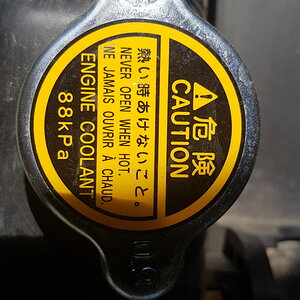 危険
CAUTION
熱い時あけないこと。
NEVER OPEN WHEN HOT.
NE JAMAIS OUVRIR À CHAUD.
ENGINE COOLANT
88kPa